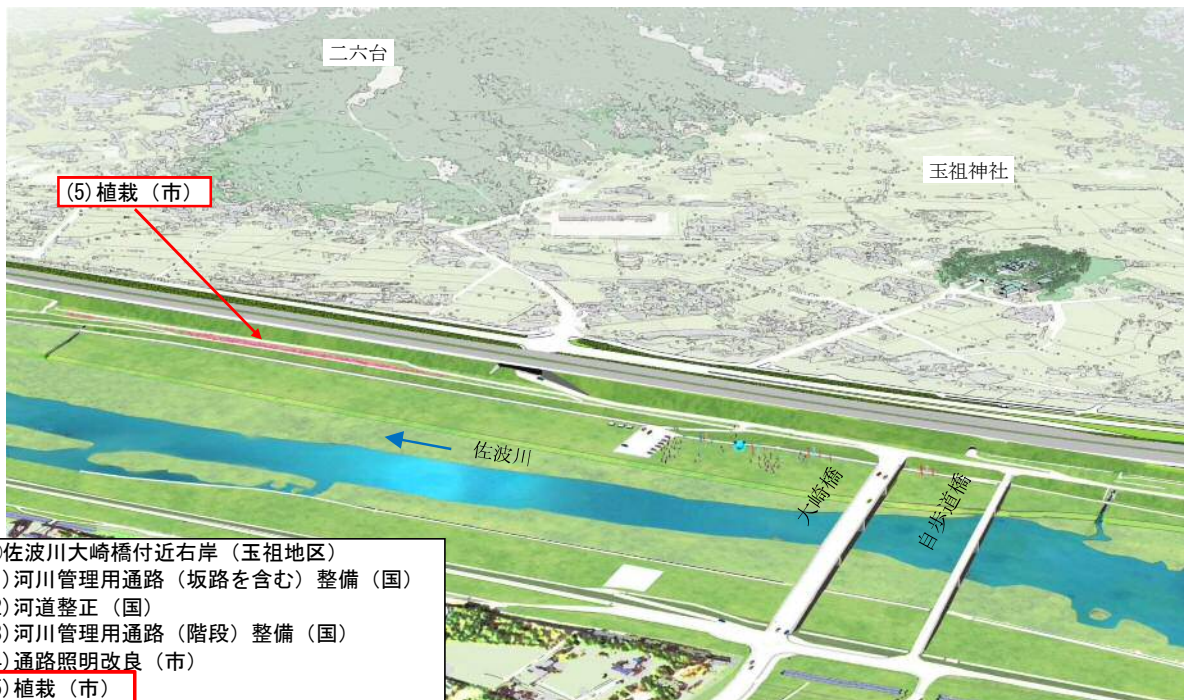 二六台
玉祖神社
(5)植栽（市）
佐波川
大崎橋
自歩道橋
佐波川大崎橋付近右岸（玉祖地区）
)河川管理用通路（坂路を含む）整備（国）
)河道整正（国）
)河川管理用通路（階段）整備（国）
)通路照明改良（市）
)植栽（市）